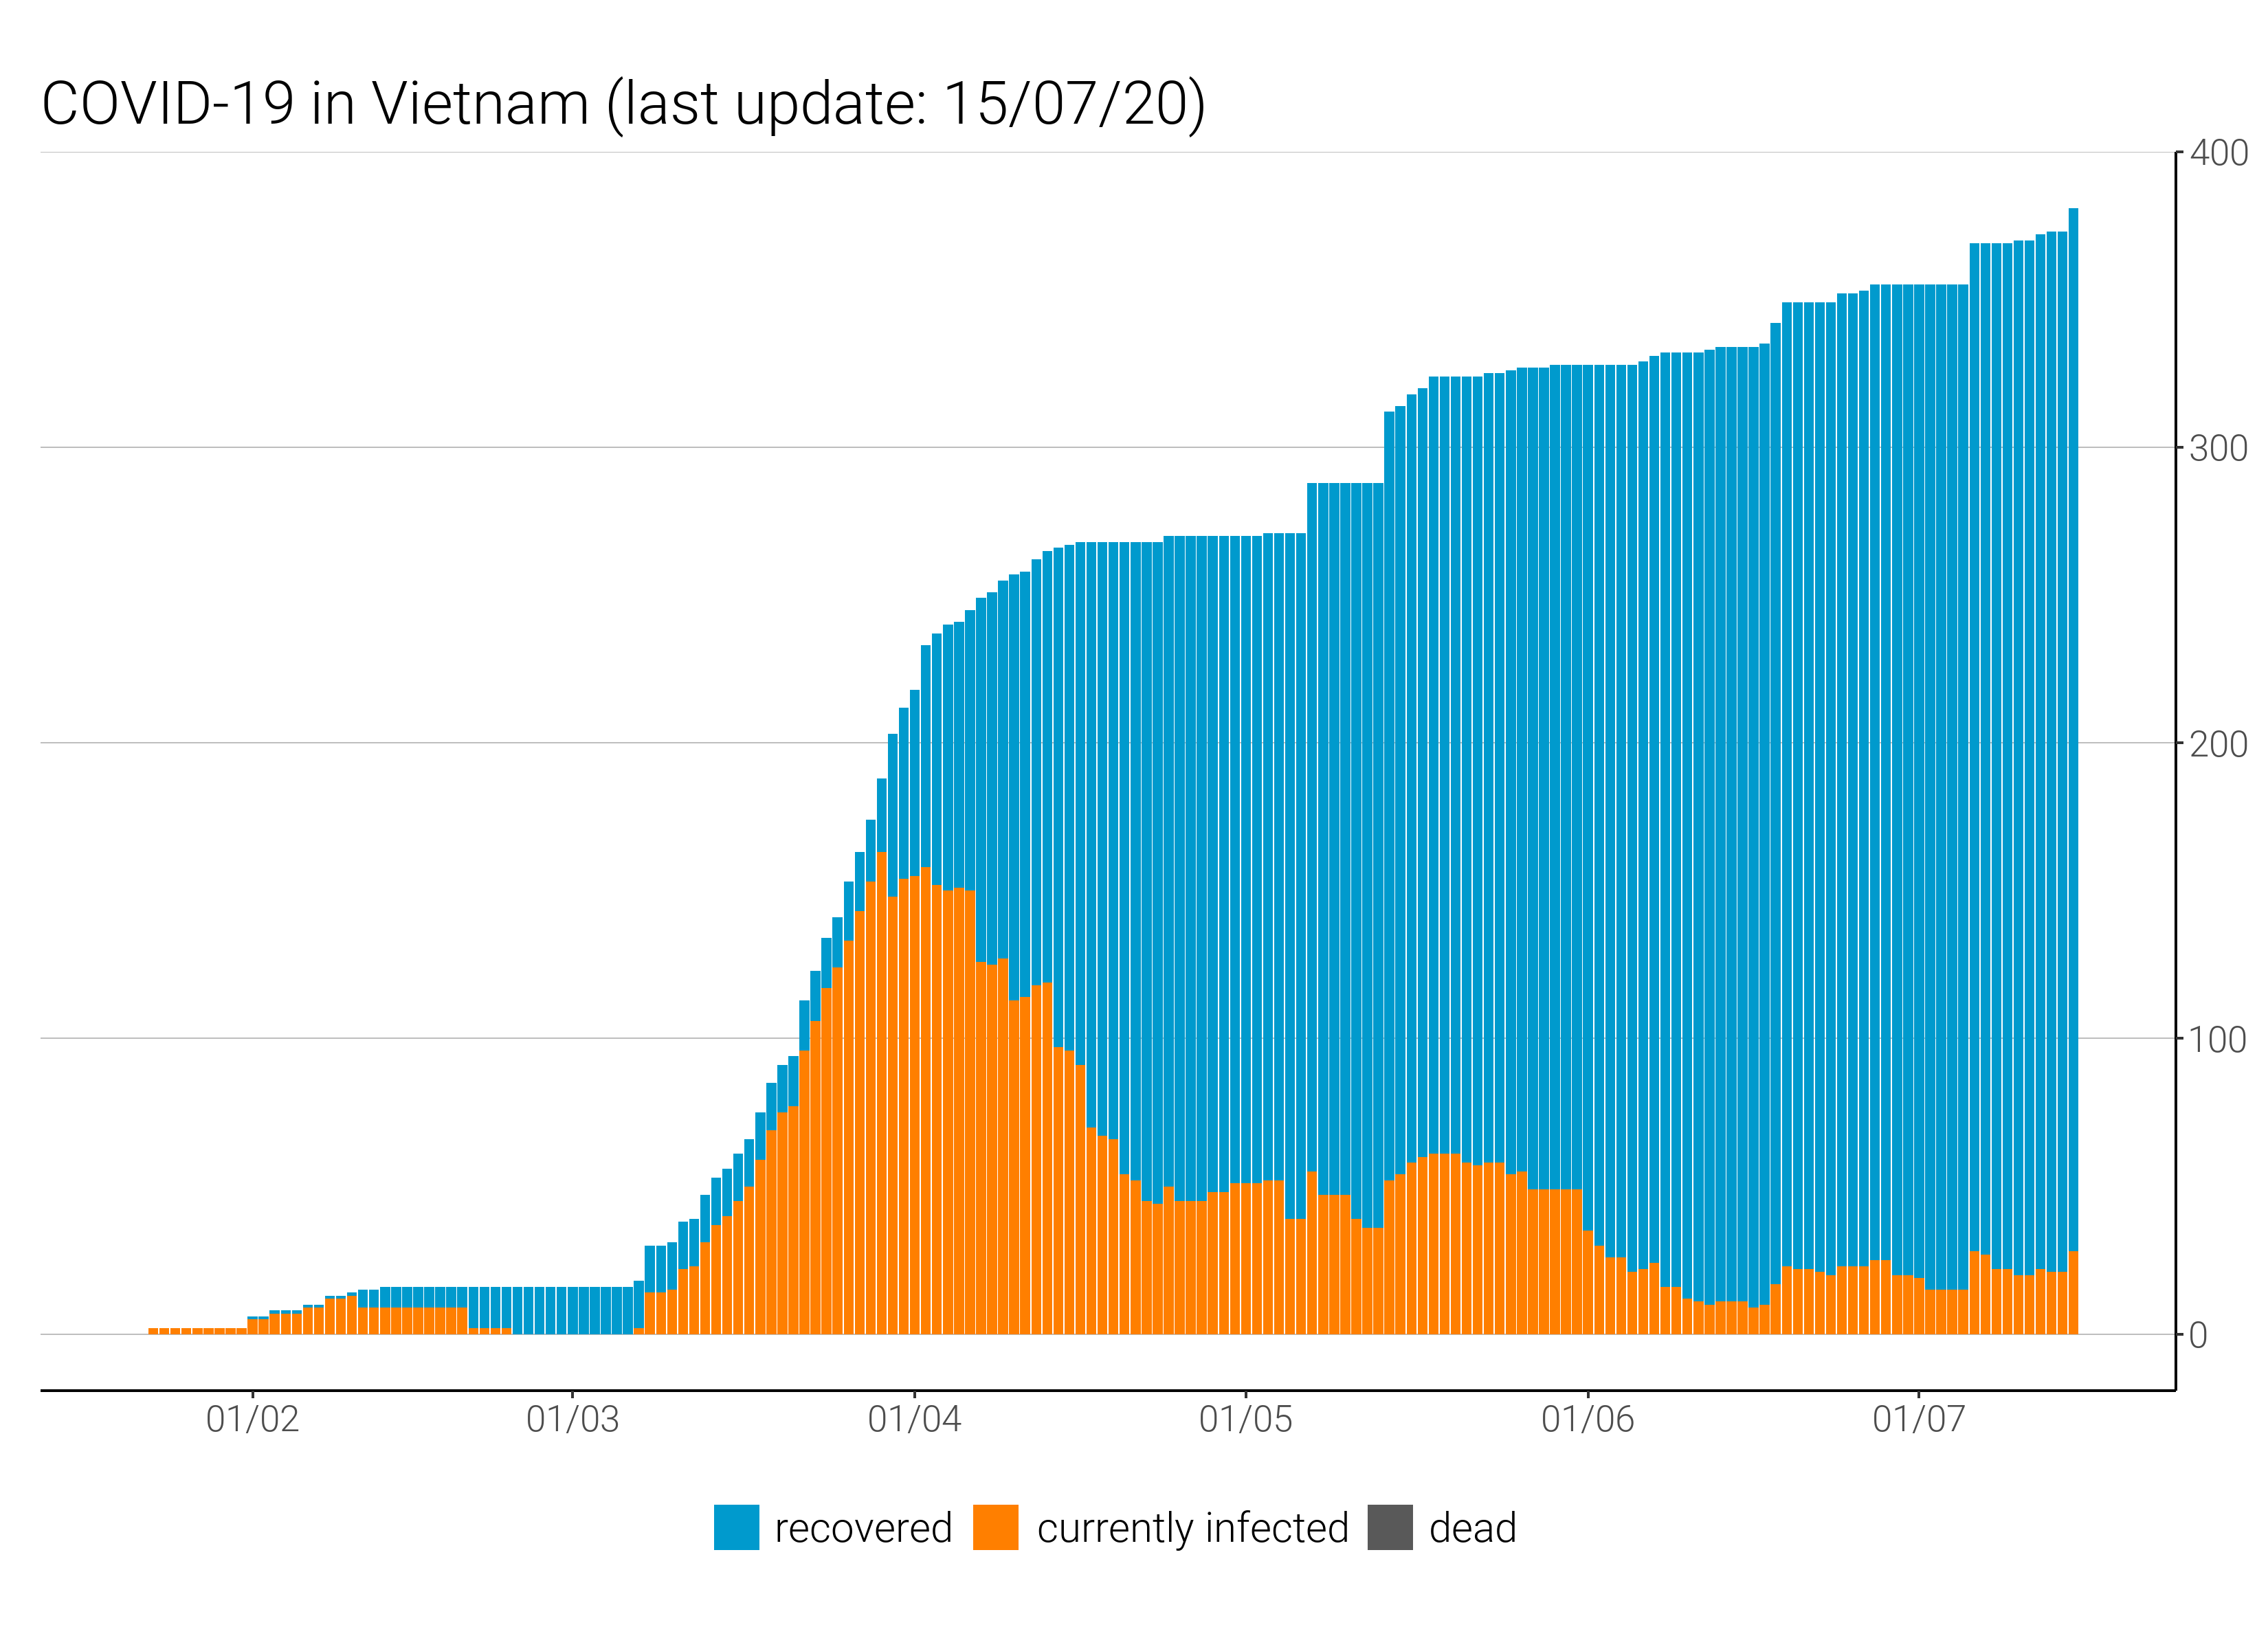 COVID-19 in Vietnam (last update: 15/07/20)
400
300
200
100
0
01/02 01/03 01/04 01/05 01/06 01/07
recovered currently infected dead